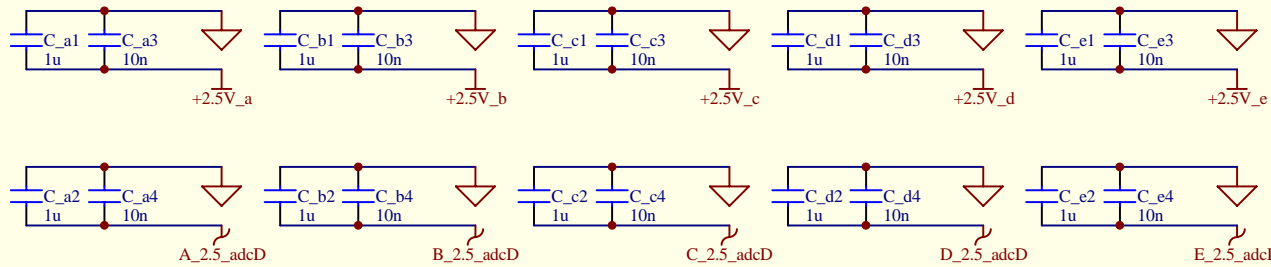 C_a1 C_a3 C_b1 C_b3 C_c1 C_c3 C_d1 C_d3 C_e1 C_e3
1u 10n 1u 10n 1u 10n 1u 10n 1u 10n
+2.5V_a +2.5V_b +2.5V_c +2.5V_d +2.5V_e
C_a2 C_a4 C_b2 C_b4 C_c2 C_c4 C_d2 C_d4 C_e2 C_e4
1u 10n 1u 10n 1u 10n 1u 10n 1u 10n
A_2.5_adcD B_2.5_adcD C_2.5_adcD D_2.5_adcD E_2.5_adcD